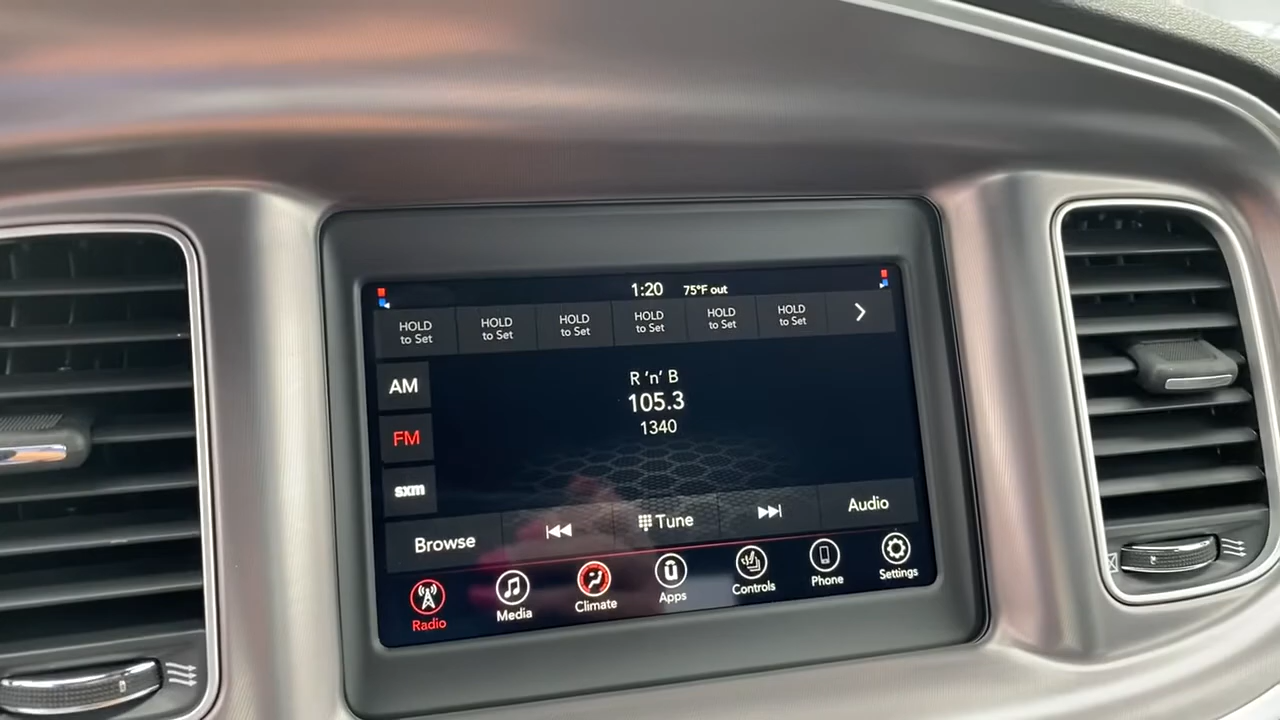 1:20 75°F out
HOLD
to Set
HOLD
to Set
HOLD
to Set
HOLD
to Set
HOLD
to Set
HOLD
to Set
AM
FM
sxm
R 'n' B
105.3
1340
Browse
Tune
Audio
Radio
Media
Climate
Apps
Controls
Phone
Settings